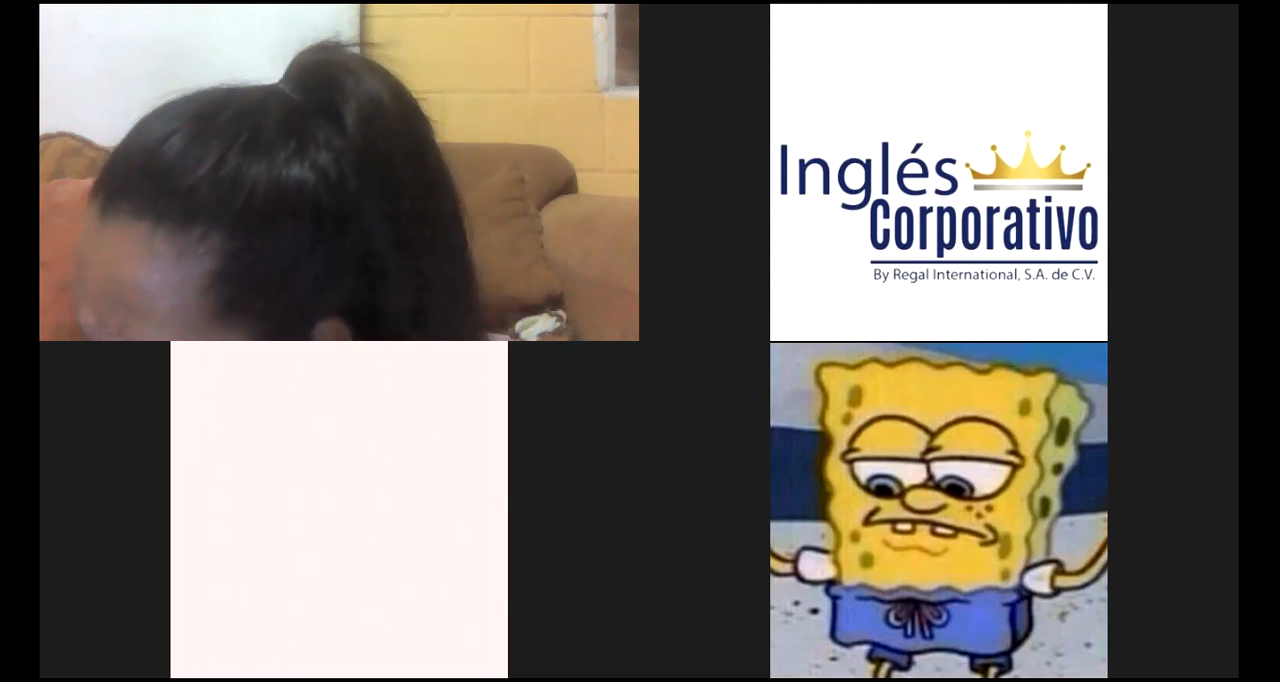 Inglés
Corporativo
By Regal International, S.A. de C.V.